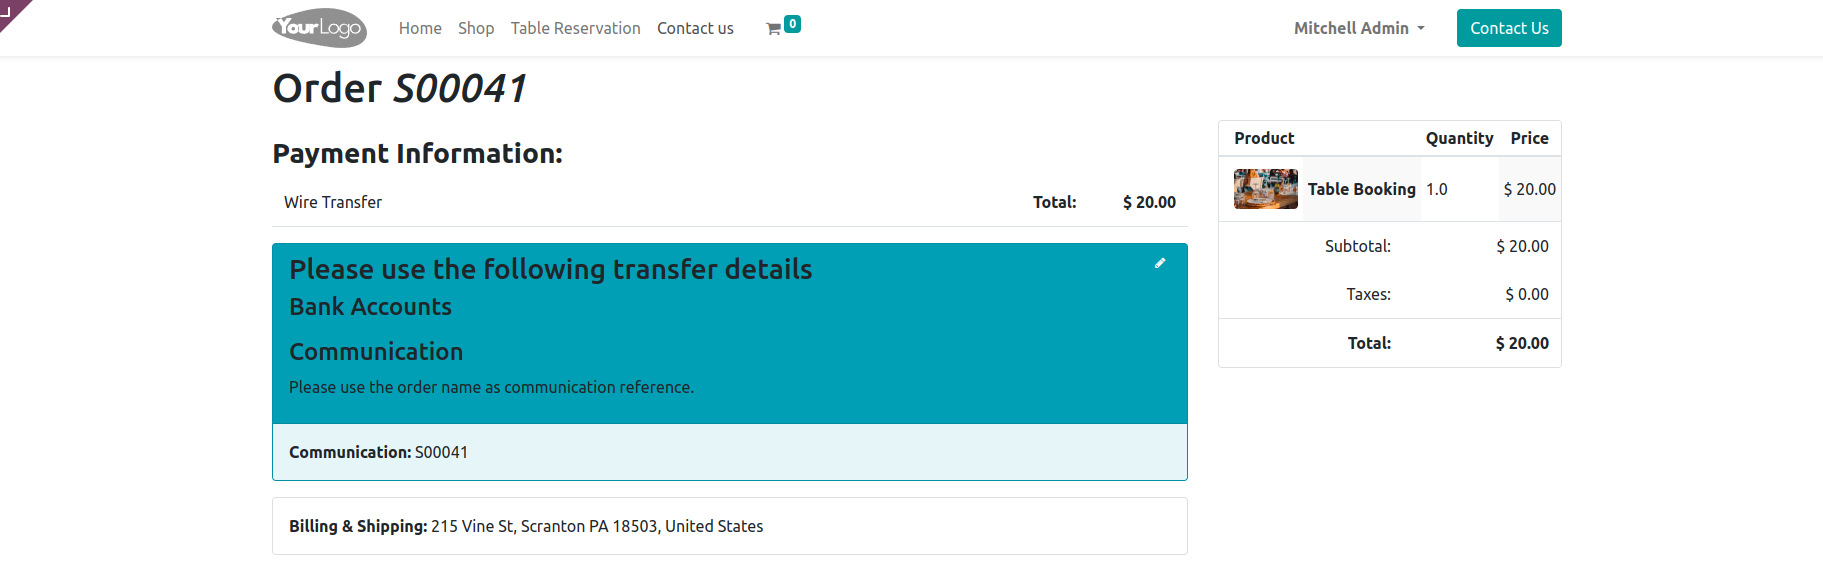 YourLogo Home Shop Table Reservation Contact us 0 Mitchell Admin Contact Us
Order S00041
Payment Information:
Wire Transfer Total: $ 20.00
Please use the following transfer details
Bank Accounts
Communication
Please use the order name as communication reference.
Communication: S00041
Billing & Shipping: 215 Vine St, Scranton PA 18503, United States
Product Quantity Price
Table Booking 1.0 $ 20.00
Subtotal: $ 20.00
Taxes: $ 0.00
Total: $ 20.00